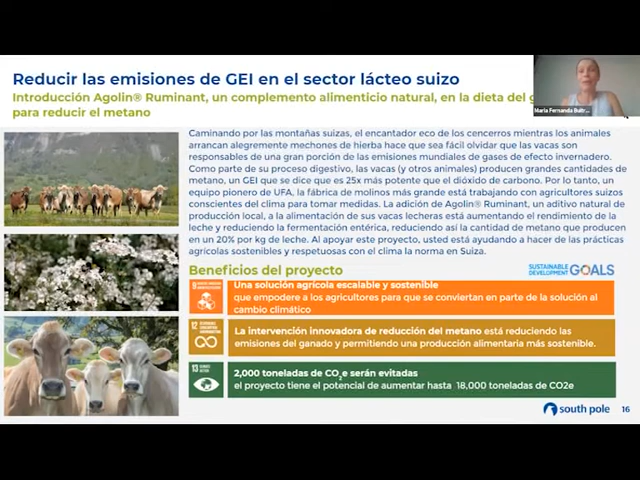 Reducir las emisiones de GEI en el sector lácteo suizo
Introducción Agolin® Ruminant, un complemento alimenticio natural, en la dieta del
para reducir el metano
Maria Fernanda
Caminando por las montañas suizas, el encantador eco de los cencerros mientras los animales
arrancan alegremente mechones de hierba hace que sea fácil olvidar que las vacas son
responsables de una gran porción de las emisiones mundiales de gases de efecto invernadero.
Como parte de su proceso digestivo, las vacas (y otros animales) producen grandes cantidades de
metano, un GEI que se dice que es 25x más potente que el dióxido de carbono. Por lo tanto, un
equipo pionero de UFA, la fábrica de molinos más grande está trabajando con agricultores suizos
conscientes del clima para tomar medidas. La adición de Agolin® Ruminant, un aditivo natural de
producción local, a la alimentación de sus vacas lecheras está aumentando el rendimiento de la
leche y reduciendo la fermentación entérica, reduciendo así la cantidad de metano que producen
en un 20% por kg de leche. Al apoyar este proyecto, usted está ayudando a hacer de las prácticas
agrícolas sostenibles y respetuosas con el clima la norma en Suiza.
Beneficios del proyecto
SUSTAINABLE
DEVELOPMENT GOALS
9
Una solución agrícola escalable y sostenible
que empodere a los agricultores para que se conviertan en parte de la solución al
cambio climático
12
La intervención innovadora de reducción del metano está reduciendo las
emisiones del ganado y permitiendo una producción alimentaria más sostenible.
13
2,000 toneladas de CO2e serán evitadas
el proyecto tiene el potencial de aumentar hasta 18,000 toneladas de CO2e
south pole
16